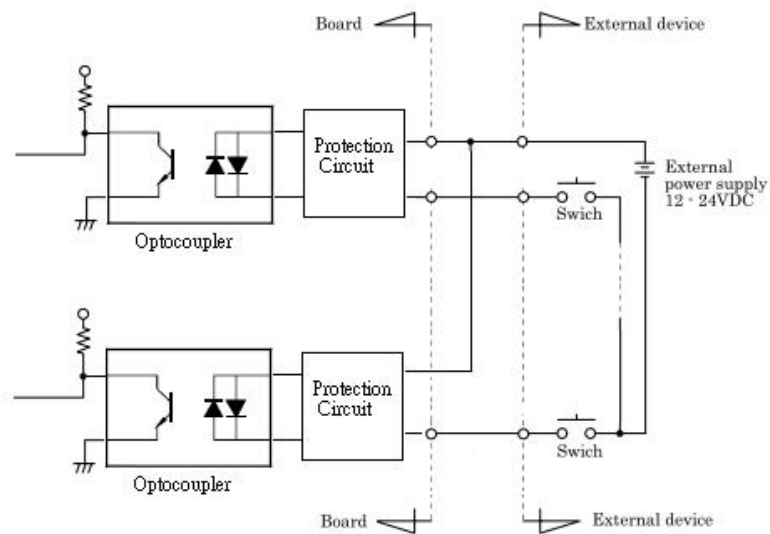 Board
External device
Protection
Circuit
External
power supply
12 - 24VDC
Swich
Optocoupler
Protection
Circuit
Swich
Optocoupler
Board
External device